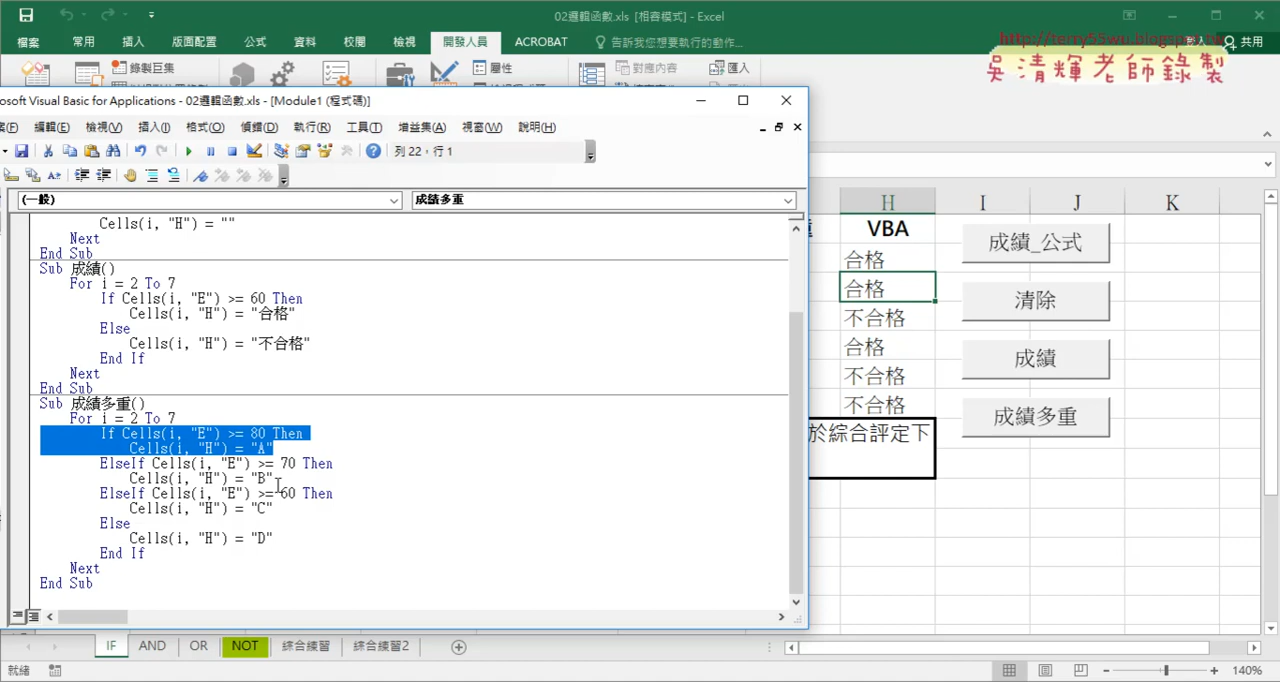 02邏輯函數.xls [相容模式] - Excel
檔案 常用 插入 版面配置 公式 資料 校閱 檢視 開發人員 ACROBAT 告訴我您想要執行的動作... 共用
http://terry55wu.blogspot.tw
吳清輝老師錄製
錄製巨集 屬性 對應內容 匯入
osoft Visual Basic for Applications - 02邏輯函數.xls - [Module1 (程式碼)]
編輯(E) 檢視(V) 插入(I) 格式(O) 偵錯(D) 執行(R) 工具(T) 增益集(A) 視窗(W) 說明(H)
列 22，行 1
(一般) 成績多重
Cells(i, "H") = ""
Next
End Sub
Sub 成績()
For i = 2 To 7
If Cells(i, "E") >= 60 Then
Cells(i, "H") = "合格"
Else
Cells(i, "H") = "不合格"
End If
Next
End Sub
Sub 成績多重()
For i = 2 To 7
If Cells(i, "E") >= 80 Then
Cells(i, "H") = "A"
ElseIf Cells(i, "E") >= 70 Then
Cells(i, "H") = "B"
ElseIf Cells(i, "E") >= 60 Then
Cells(i, "H") = "C"
Else
Cells(i, "H") = "D"
End If
Next
End Sub
H I J K
VBA
合格
合格
不合格
合格
不合格
不合格
於綜合評定下
成績_公式
清除
成績
成績多重
IF AND OR NOT 綜合練習 綜合練習2
就緒 140%